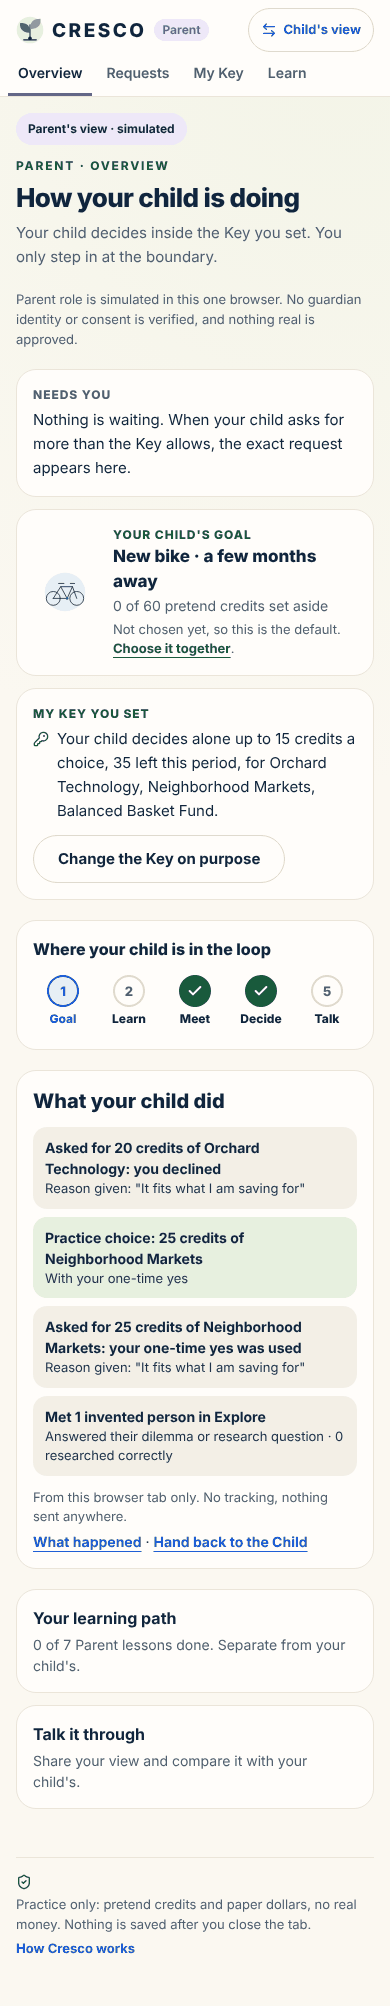 CRESCO Parent Child's view
Overview Requests My Key Learn
Parent's view · simulated
PARENT · OVERVIEW
How your child is doing
Your child decides inside the Key you set. You
only step in at the boundary.
Parent role is simulated in this one browser. No guardian
identity or consent is verified, and nothing real is
approved.
NEEDS YOU
Nothing is waiting. When your child asks for
more than the Key allows, the exact request
appears here.
YOUR CHILD'S GOAL
New bike · a few months
away
0 of 60 pretend credits set aside
Not chosen yet, so this is the default.
Choose it together.
MY KEY YOU SET
Your child decides alone up to 15 credits a
choice, 35 left this period, for Orchard
Technology, Neighborhood Markets,
Balanced Basket Fund.
Change the Key on purpose
Where your child is in the loop
1 2 5
Goal Learn Meet Decide Talk
What your child did
Asked for 20 credits of Orchard
Technology: you declined
Reason given: "It fits what I am saving for"
Practice choice: 25 credits of
Neighborhood Markets
With your one-time yes
Asked for 25 credits of Neighborhood
Markets: your one-time yes was used
Reason given: "It fits what I am saving for"
Met 1 invented person in Explore
Answered their dilemma or research question · 0
researched correctly
From this browser tab only. No tracking, nothing
sent anywhere.
What happened · Hand back to the Child
Your learning path
0 of 7 Parent lessons done. Separate from your
child's.
Talk it through
Share your view and compare it with your
child's.
Practice only: pretend credits and paper dollars, no real
money. Nothing is saved after you close the tab.
How Cresco works